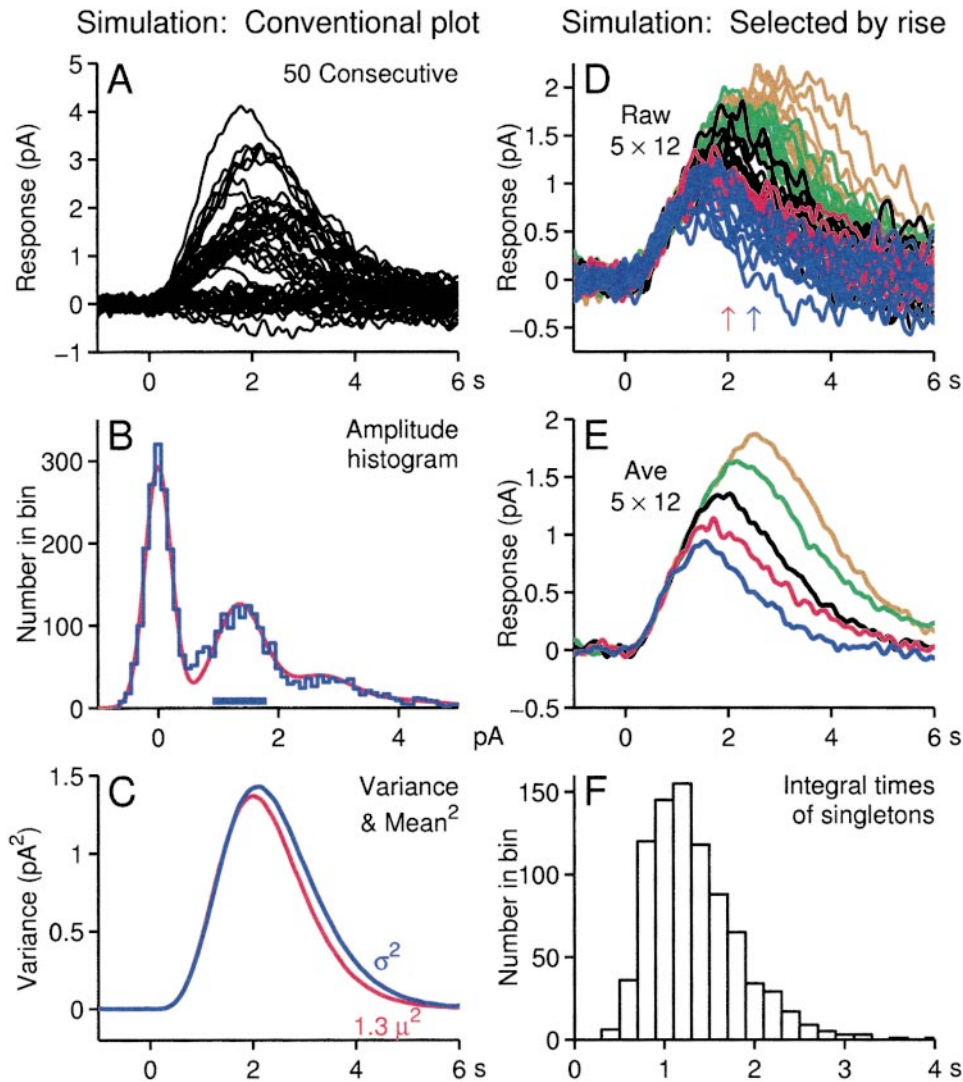 Simulation: Conventional plot
A
50 Consecutive
Response (pA)
5
4
3
2
1
0
−1
0
2
4
6 s
B
Amplitude
histogram
Number in bin
300
200
100
0
0
2
4
pA
C
Variance
& Mean²
Variance (pA²)
1.5
1
0.5
0
σ²
1.3 μ²
0
2
4
6 s
Simulation: Selected by rise
D
Raw
5 × 12
Response (pA)
2
1.5
1
0.5
0
−0.5
↑ ↑
0
2
4
6 s
E
Ave
5 × 12
Response (pA)
2
1.5
1
0.5
0
−0.5
0
2
4
6 s
F
Integral times
of singletons
Number in bin
150
100
50
0
0
1
2
3
4 s